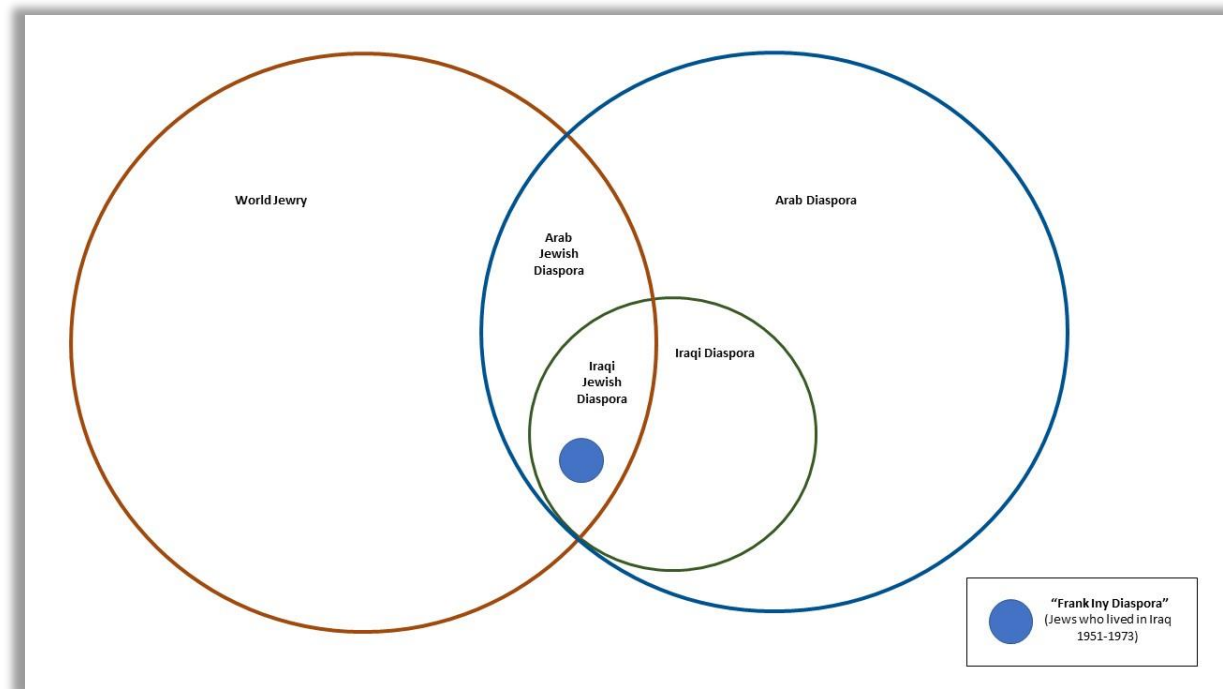 World Jewry
Arab Diaspora
Arab
Jewish
Diaspora
Iraqi Diaspora
Iraqi
Jewish
Diaspora
“Frank Iny Diaspora”
(Jews who lived in Iraq
1951-1973)